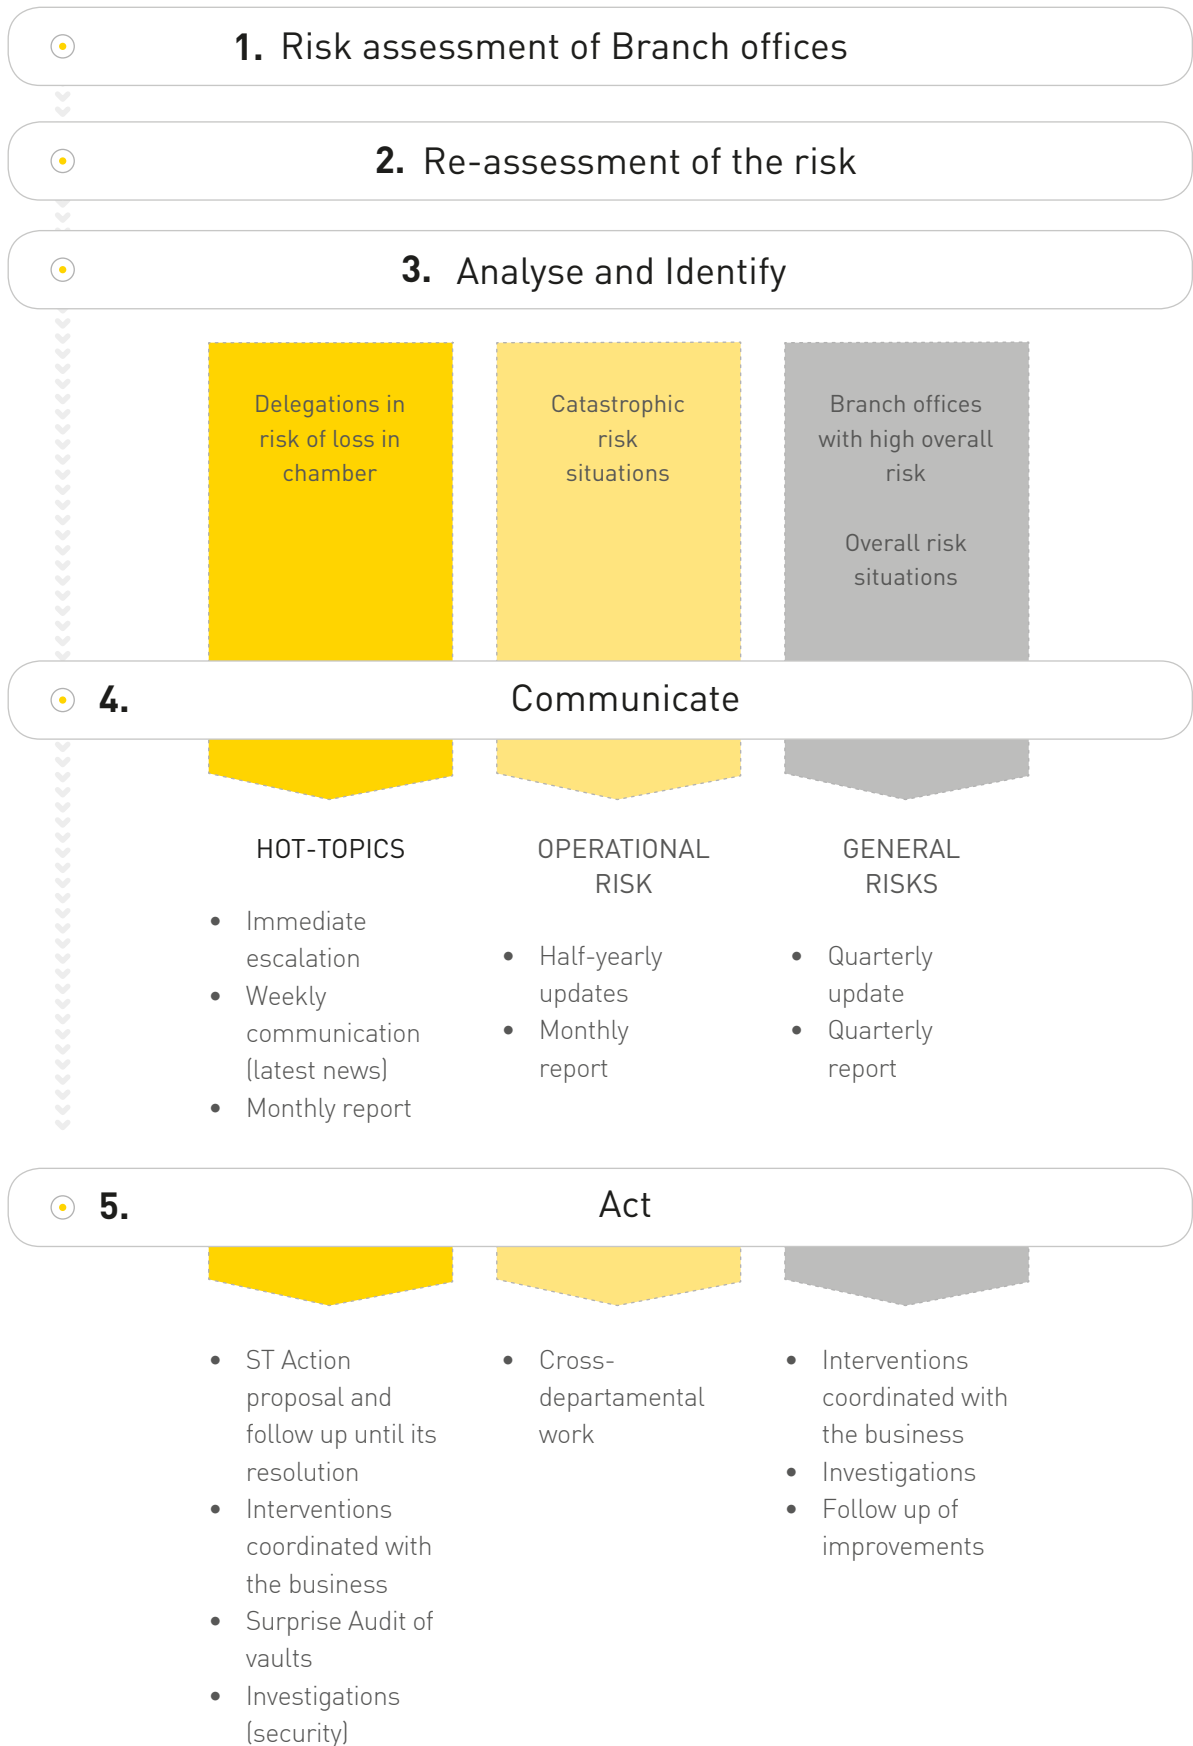 1. Risk assessment of Branch offices
2. Re-assessment of the risk
3. Analyse and Identify
Delegations in
risk of loss in
chamber
Catastrophic
risk
situations
Branch offices
with high overall
risk
Overall risk
situations
4. Communicate
HOT-TOPICS
• Immediate
escalation
• Weekly
communication
(latest news)
• Monthly report
OPERATIONAL
RISK
• Half-yearly
updates
• Monthly
report
GENERAL
RISKS
• Quarterly
update
• Quarterly
report
5. Act
• ST Action
proposal and
follow up until its
resolution
• Interventions
coordinated with
the business
• Surprise Audit of
vaults
• Investigations
(security)
• Cross-
departamental
work
• Interventions
coordinated with
the business
• Investigations
• Follow up of
improvements